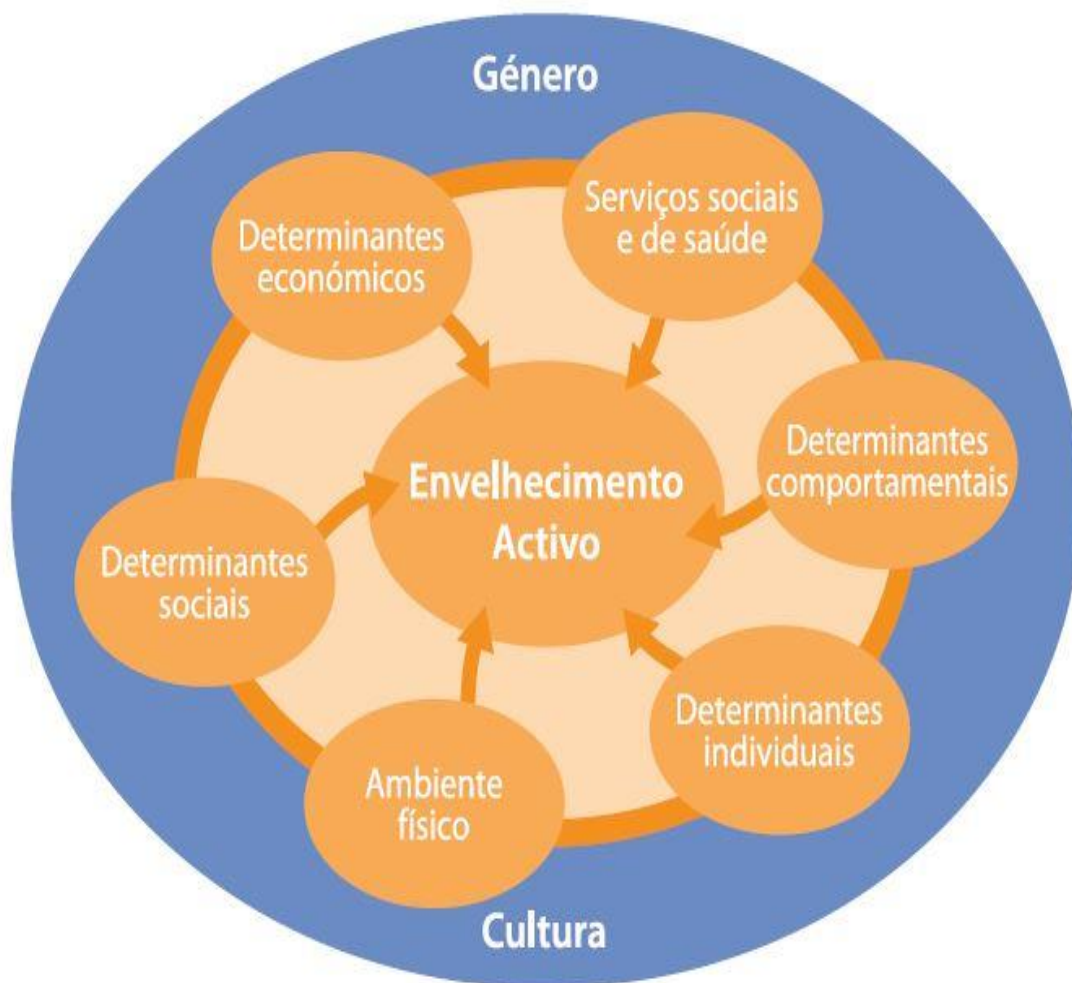 Género
Serviços sociais
e de saúde
Determinantes
económicos
Determinantes
comportamentais
Envelhecimento
Activo
Determinantes
sociais
Determinantes
individuais
Ambiente
físico
Cultura